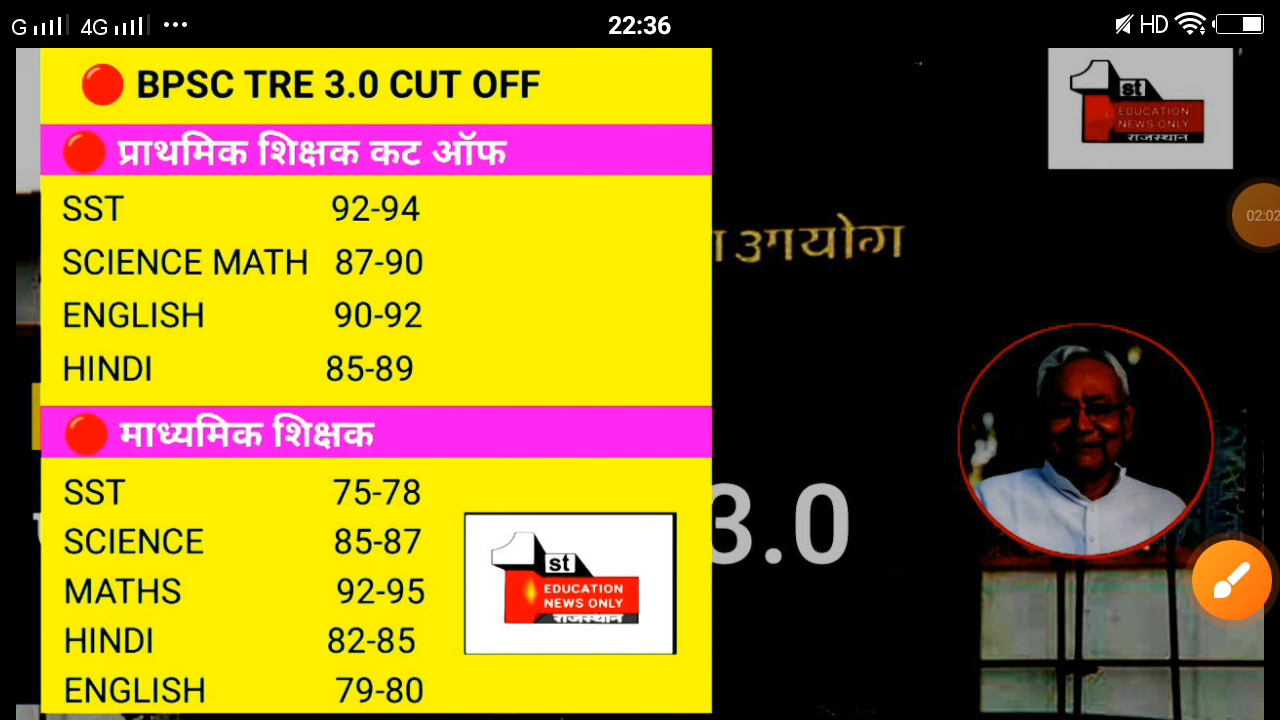 G 4G 22:36 HD
BPSC TRE 3.0 CUT OFF
प्राथमिक शिक्षक कट ऑफ
SST 92-94
SCIENCE MATH 87-90
ENGLISH 90-92
HINDI 85-89
माध्यमिक शिक्षक
SST 75-78
SCIENCE 85-87
MATHS 92-95
HINDI 82-85
ENGLISH 79-80
1st
EDUCATION
NEWS ONLY
राजस्थान
1st
EDUCATION
NEWS ONLY
राजस्थान
02:02
आयोग
3.0